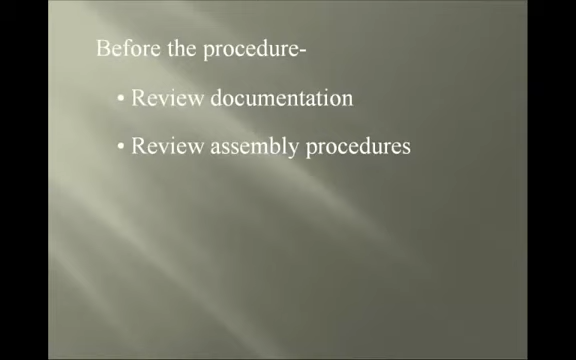 Before the procedure-
• Review documentation
• Review assembly procedures